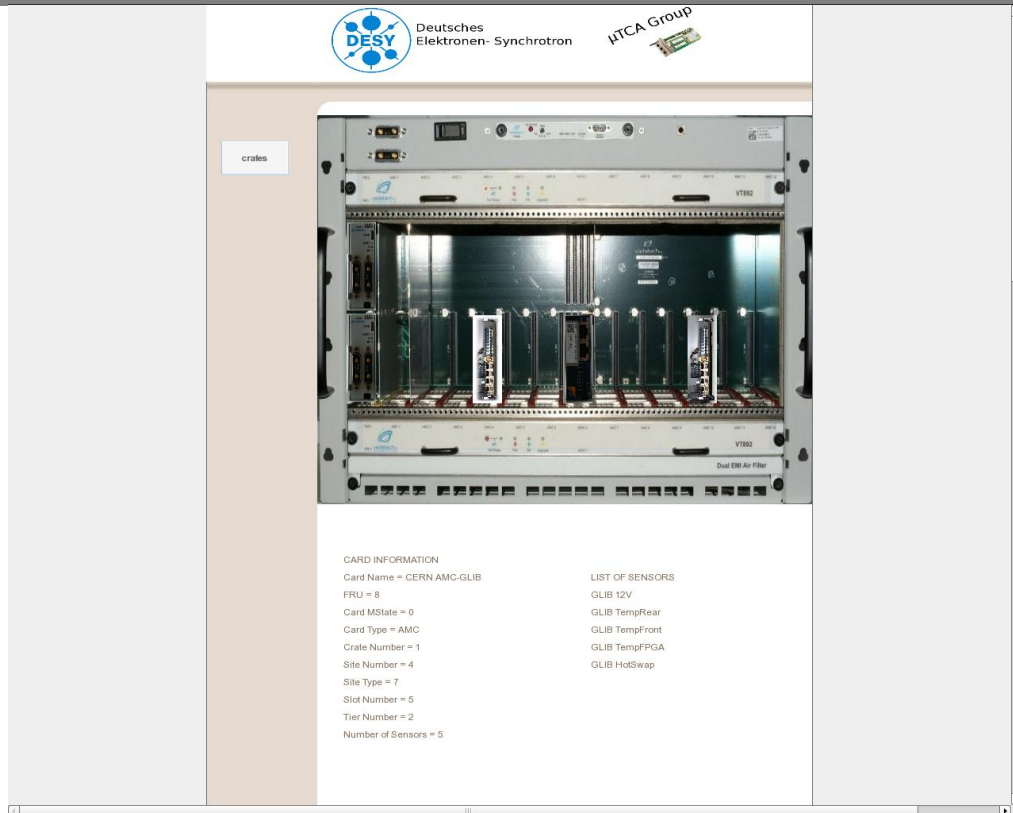 DESY
Deutsches
Elektronen- Synchrotron
µTCA Group
crates
VT892
VT892
Dual EMI Air Filter
CARD INFORMATION
Card Name = CERN AMC-GLIB
FRU = 8
Card MState = 0
Card Type = AMC
Crate Number = 1
Site Number = 4
Site Type = 7
Slot Number = 5
Tier Number = 2
Number of Sensors = 5
LIST OF SENSORS
GLIB 12V
GLIB TempRear
GLIB TempFront
GLIB TempFPGA
GLIB HotSwap